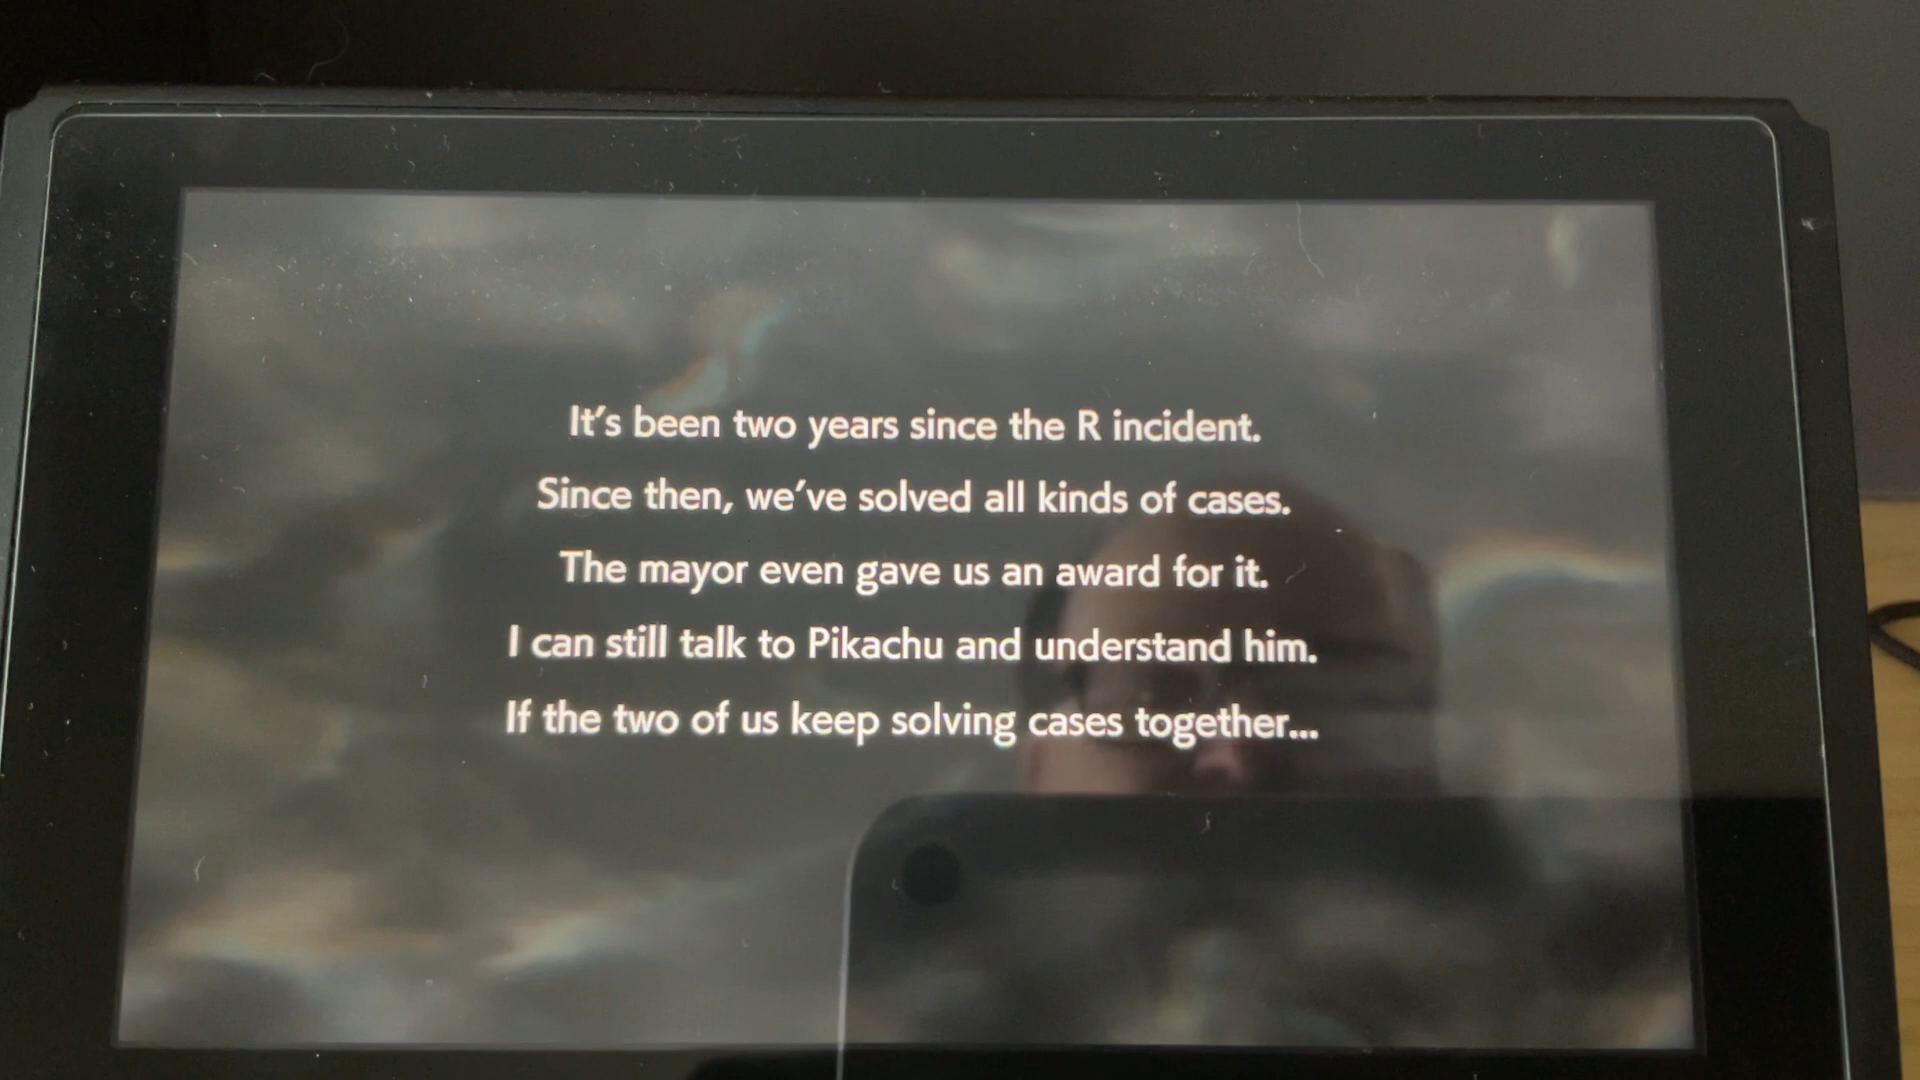 It's been two years since the R incident.
Since then, we've solved all kinds of cases.
The mayor even gave us an award for it.
I can still talk to Pikachu and understand him.
If the two of us keep solving cases together...